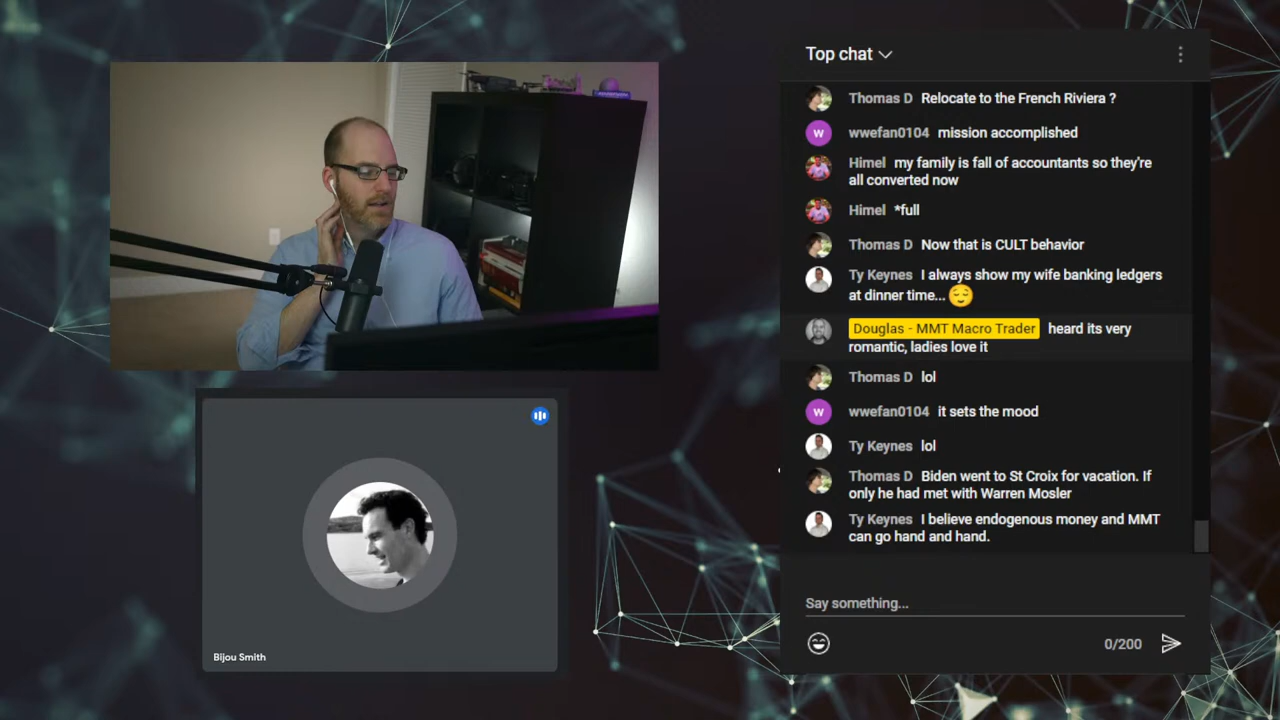 Top chat
Thomas D Relocate to the French Riviera ?
w wwefan0104 mission accomplished
Himel my family is fall of accountants so they're
all converted now
Himel *full
Thomas D Now that is CULT behavior
Ty Keynes I always show my wife banking ledgers
at dinner time... 😌
Douglas - MMT Macro Trader heard its very
romantic, ladies love it
Thomas D lol
w wwefan0104 it sets the mood
Ty Keynes lol
Thomas D Biden went to St Croix for vacation. If
only he had met with Warren Mosler
Ty Keynes I believe endogenous money and MMT
can go hand and hand.
Say something...
0/200
Bijou Smith